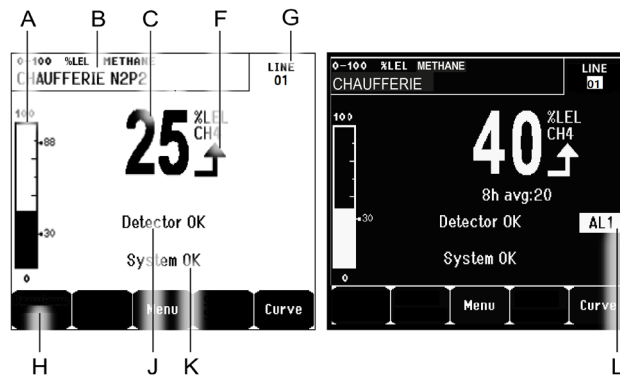 A B C F G
0-100 %LEL METHANE
CHAUFFERIE N2P2
LINE
01
100
88
30
0
25
%LEL
CH4
Detector OK
System OK
Menu
Curve
H J K
0-100 %LEL METHANE
CHAUFFERIE
LINE
01
100
30
0
40
%LEL
CH4
8h avg:20
Detector OK
AL1
System OK
Menu
Curve
L